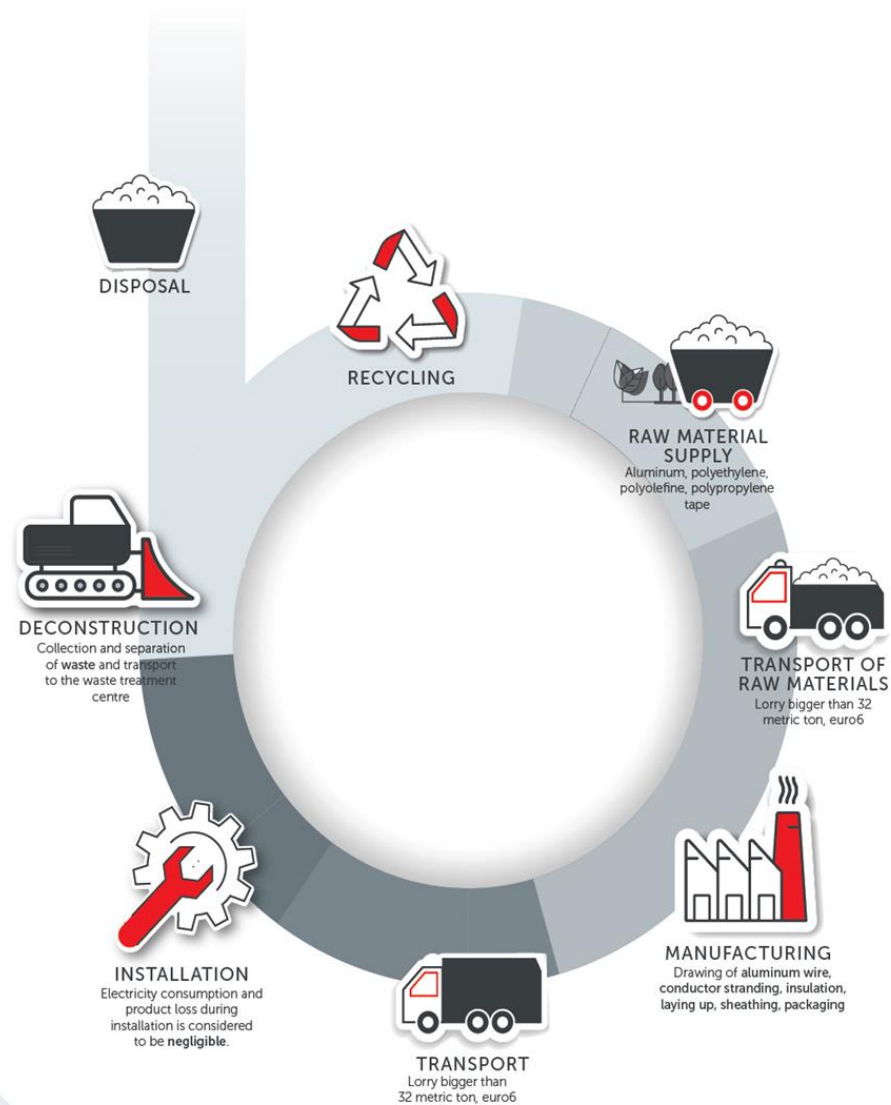 DISPOSAL
RECYCLING
RAW MATERIAL
SUPPLY
Aluminum, polyethylene,
polyolefine, polypropylene
tape
TRANSPORT OF
RAW MATERIALS
Lorry bigger than 32
metric ton, euro6
MANUFACTURING
Drawing of aluminum wire,
conductor stranding, insulation,
laying up, sheathing, packaging
TRANSPORT
Lorry bigger than
32 metric ton, euro6
INSTALLATION
Electricity consumption and
product loss during
installation is considered
to be negligible.
DECONSTRUCTION
Collection and separation
of waste and transport
to the waste treatment
centre